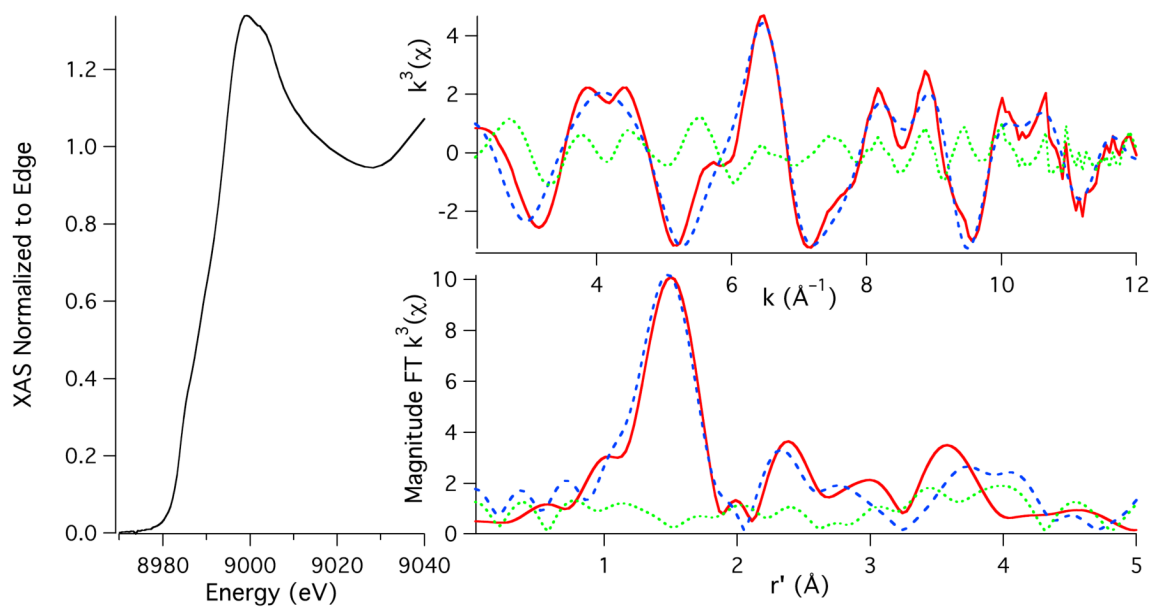 XAS Normalized to Edge
1.2
1.0
0.8
0.6
0.4
0.2
0.0
8980 9000 9020 9040
Energy (eV)
k³(χ)
4
2
0
-2
4 6 8 10 12
k (Å⁻¹)
Magnitude FT k³(χ)
10
8
6
4
2
0
1 2 3 4 5
r' (Å)